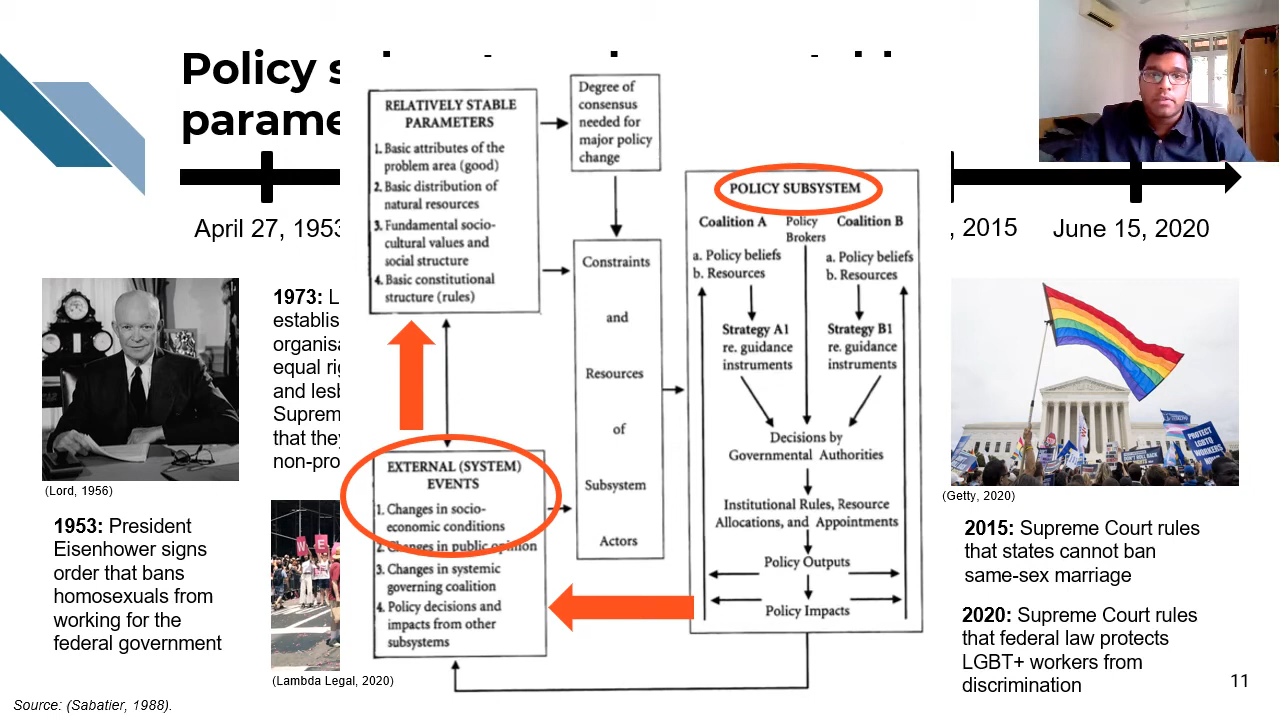 Policy s
parame
April 27, 1953
, 2015
June 15, 2020
(Lord, 1956)
1953: President
Eisenhower signs
order that bans
homosexuals from
working for the
federal government
1973: L
establis
organisa
equal rig
and lesb
Suprem
that they
non-pro
WE
(Lambda Legal, 2020)
RELATIVELY STABLE
PARAMETERS
1. Basic attributes of the
problem area (good)
2. Basic distribution of
natural resources
3. Fundamental socio-
cultural values and
social structure
4. Basic constitutional
structure (rules)
EXTERNAL (SYSTEM)
EVENTS
1. Changes in socio-
economic conditions
2. Changes in public opinion
3. Changes in systemic
governing coalition
4. Policy decisions and
impacts from other
subsystems
Degree of
consensus
needed for
major policy
change
Constraints
and
Resources
of
Subsystem
Actors
POLICY SUBSYSTEM
Coalition A
Policy
Brokers
Coalition B
a. Policy beliefs
b. Resources
a. Policy beliefs
b. Resources
Strategy A1
re. guidance
instruments
Strategy B1
re. guidance
instruments
Decisions by
Governmental Authorities
Institutional Rules, Resource
Allocations, and Appointments
Policy Outputs
Policy Impacts
PROTECT
LGBTQ
WORKERS
(Getty, 2020)
2015: Supreme Court rules
that states cannot ban
same-sex marriage
2020: Supreme Court rules
that federal law protects
LGBT+ workers from
discrimination
11
Source: (Sabatier, 1988).